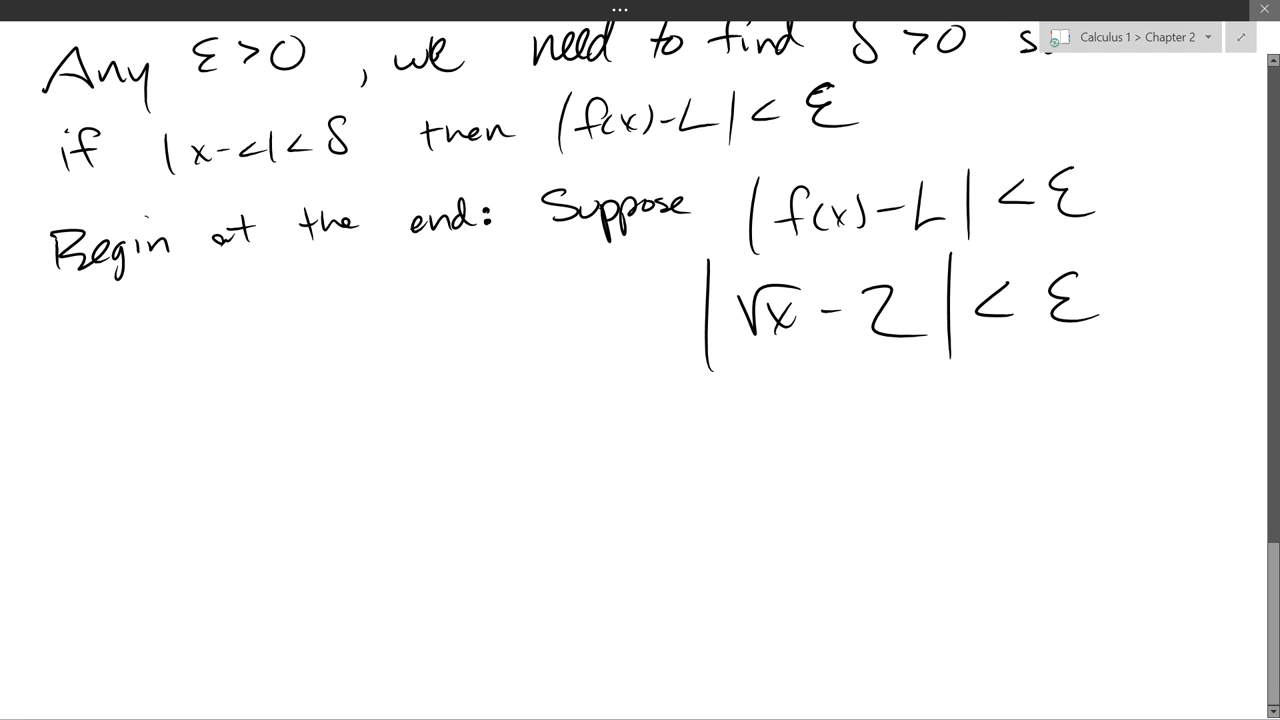 Calculus 1 > Chapter 2
Any ε > 0, we need to find δ > 0 s.
if |x-c| < δ then |f(x)-L| < ε
Begin at the end: Suppose |f(x)-L| < ε
|√x - 2| < ε